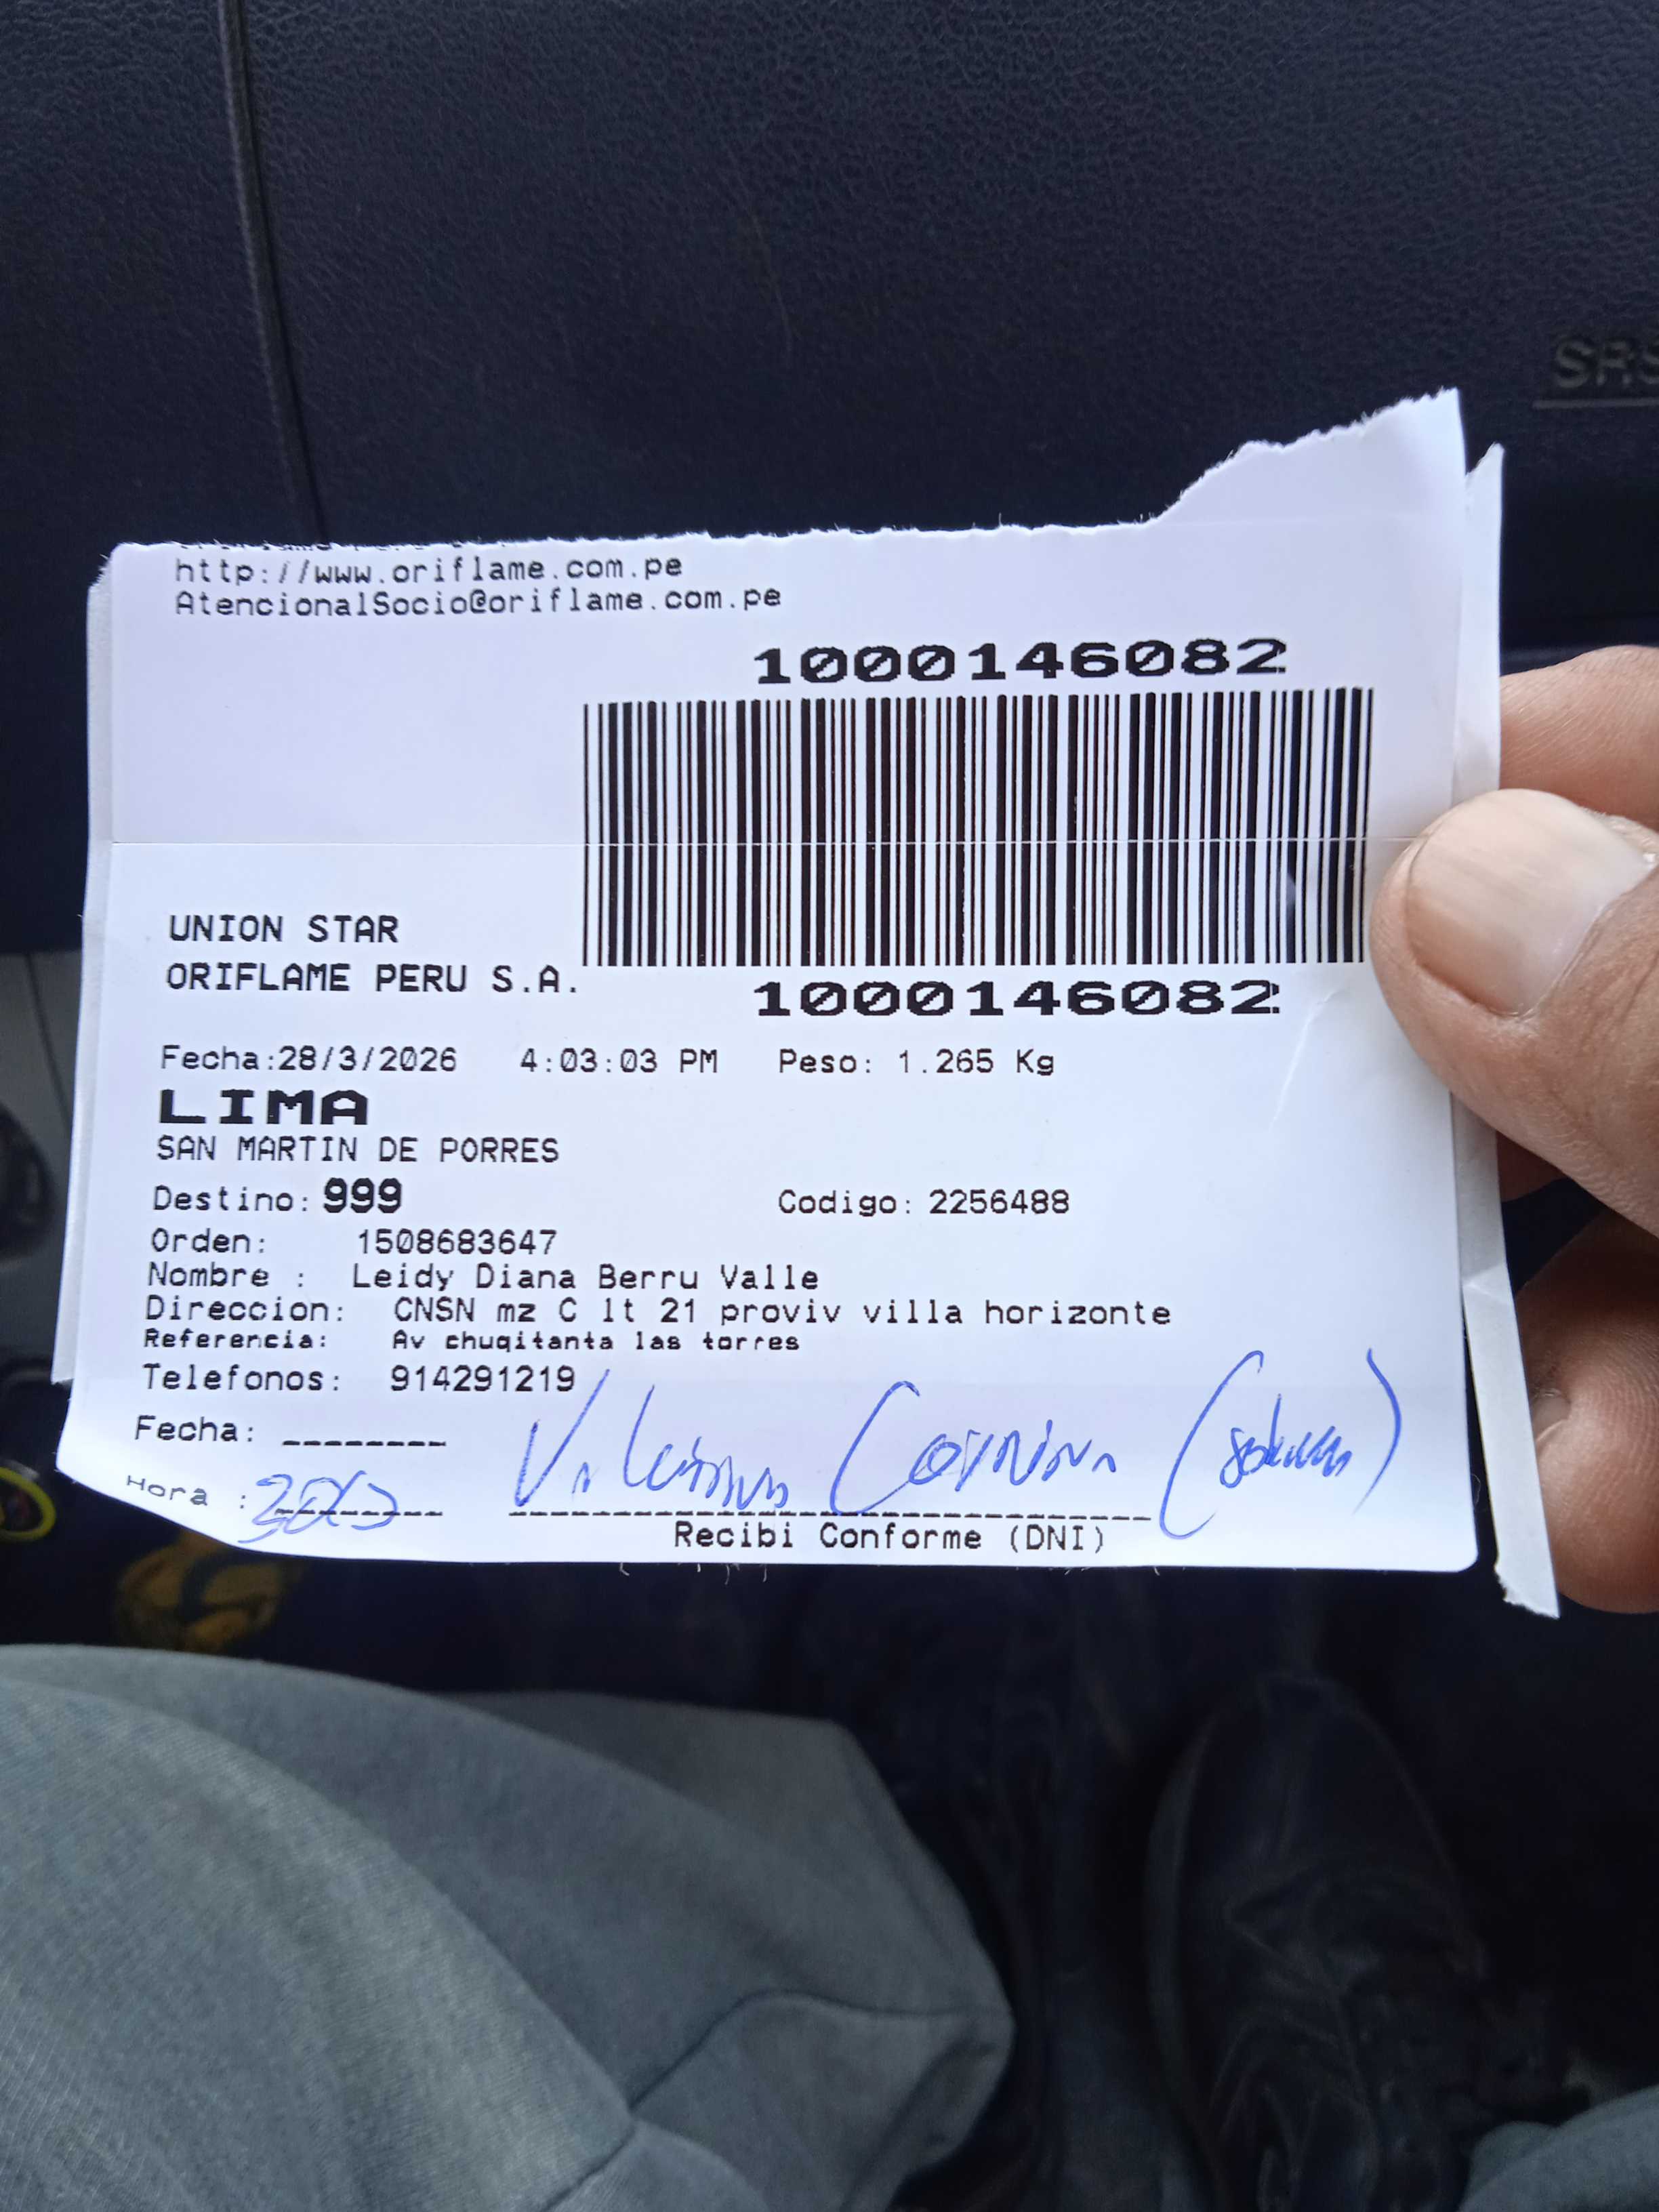 http://www.oriflame.com.pe
AtencionalSocio@oriflame.com.pe
1000146082
UNION STAR
ORIFLAME PERU S.A.
1000146082
Fecha:28/3/2026 4:03:03 PM Peso: 1.265 Kg
LIMA
SAN MARTIN DE PORRES
Destino: 999 Codigo: 2256488
Orden: 1508683647
Nombre : Leidy Diana Berru Valle
Direccion: CNSN mz C lt 21 proviv villa horizonte
Referencia: Av chuqitanta las torres
Telefonos: 914291219
Fecha:
Hora :
Recibi Conforme (DNI)